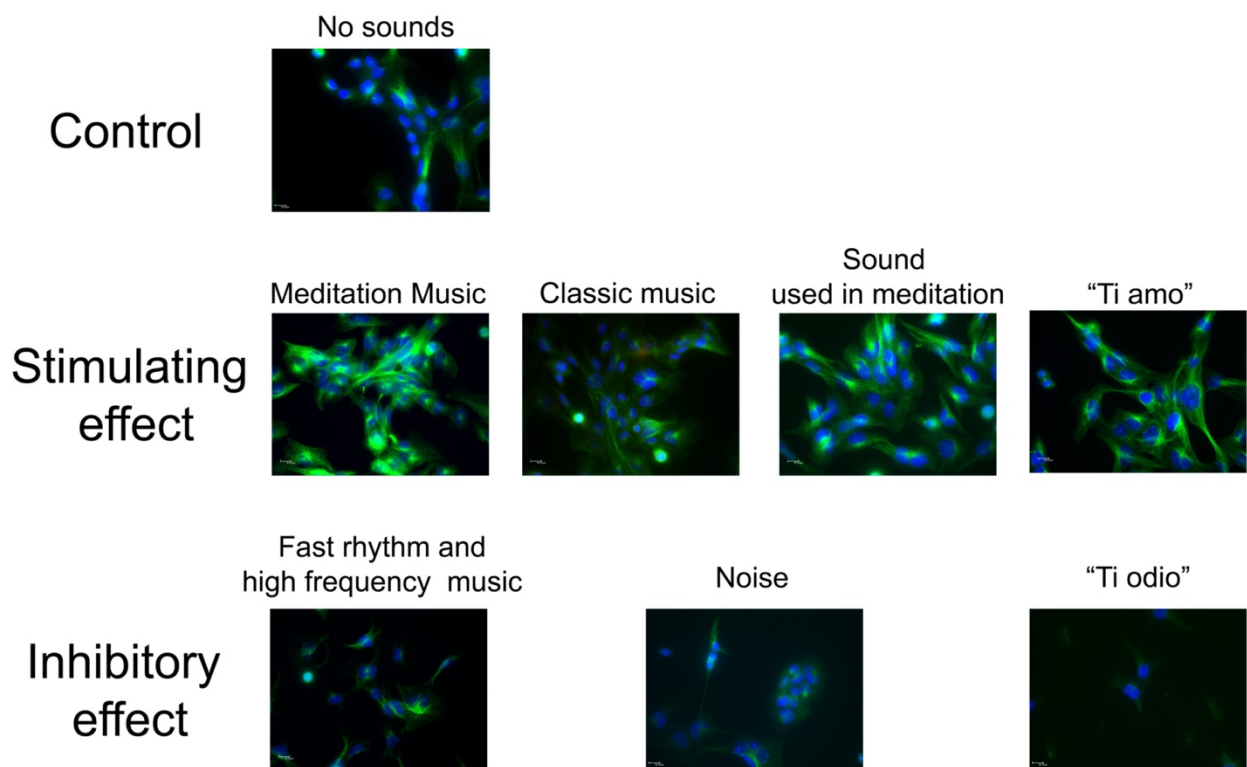 No sounds
Control
Meditation Music
Classic music
Sound
used in meditation
“Ti amo”
Stimulating
effect
Fast rhythm and
high frequency  music
Noise
“Ti odio”
Inhibitory
effect